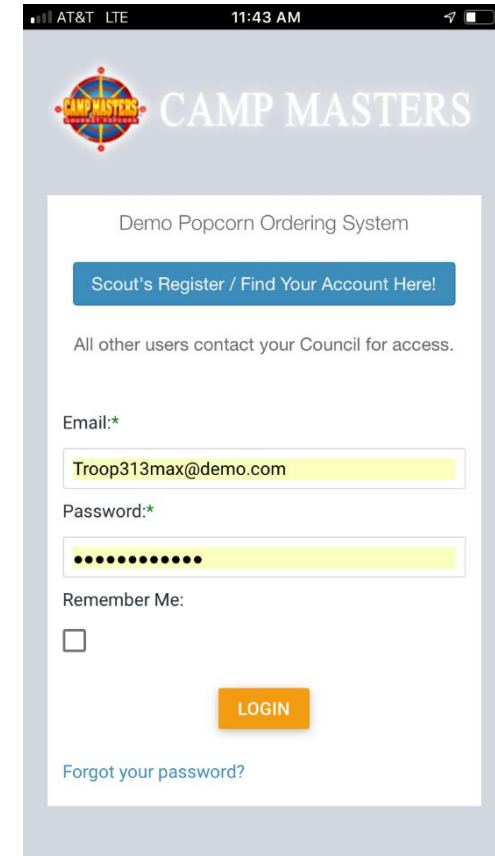 AT&T LTE 11:43 AM
CAMP MASTERS
GOURMET POPCORN
CAMP MASTERS
Demo Popcorn Ordering System
Scout's Register / Find Your Account Here!
All other users contact your Council for access.
Email:*
Troop313max@demo.com
Password:*
••••••••••••
Remember Me:
LOGIN
Forgot your password?